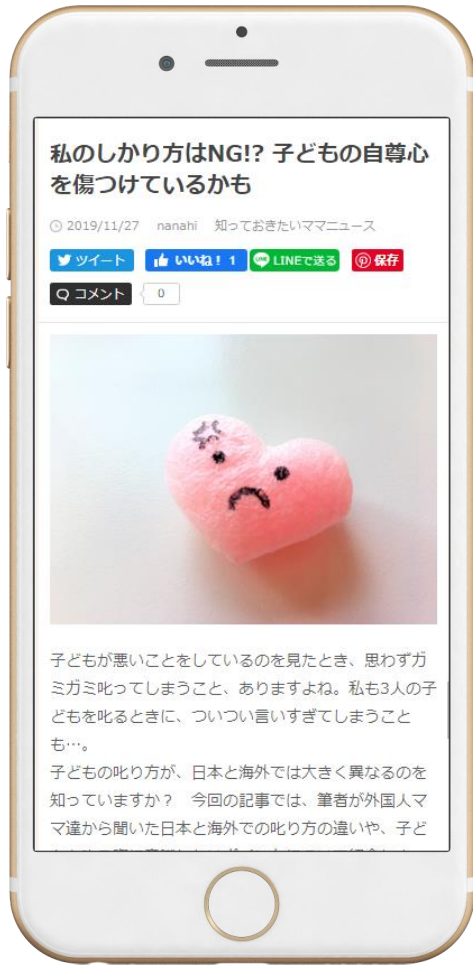 私のしかり方はNG!? 子どもの自尊心
を傷つけているかも
2019/11/27 nanahi 知っておきたいママニュース
ツイート いいね! 1 LINEで送る 保存
コメント 0
子どもが悪いことをしているのを見たとき、思わずガ
ミガミ叱ってしまうこと、ありますよね。私も3人の子
どもを叱るときに、ついつい言いすぎてしまうこと
も…。
子どもの叱り方が、日本と海外では大きく異なるのを
知っていますか? 今回の記事では、筆者が外国人マ
マ達から聞いた日本と海外での叱り方の違いや、子ど